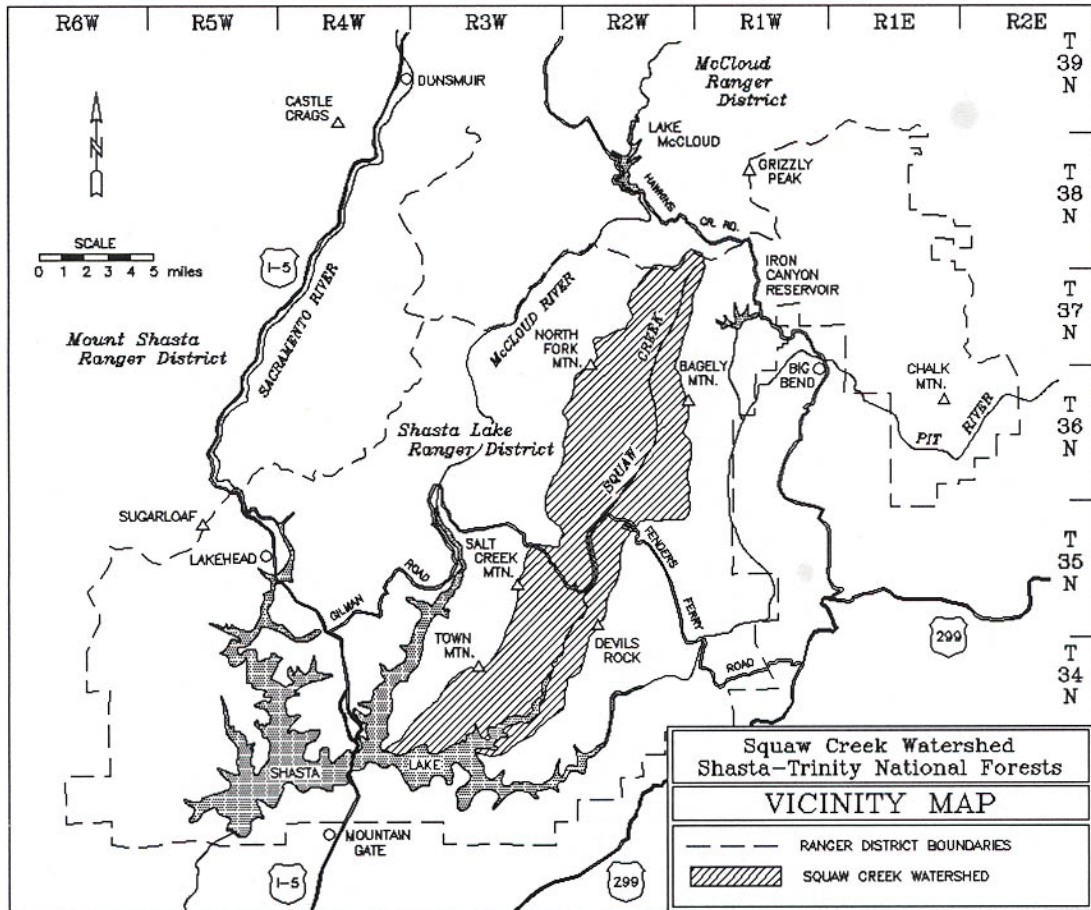 R6W
R5W
R4W
R3W
R2W
R1W
R1E
R2E
T
39
N
McCloud
Ranger
District
DUNSMUIR
CASTLE
CRAGS
LAKE
McCLOUD
GRIZZLY
PEAK
T
38
N
N
HAWKINS
CR. RD.
SCALE
0 1 2 3 4 5 miles
I-5
IRON
CANYON
RESERVOIR
T
37
N
SACRAMENTO RIVER
McCLOUD RIVER
Mount Shasta
Ranger District
NORTH
FORK
MTN.
SQUAW CREEK
BAGELY
MTN.
BIG
BEND
CHALK
MTN.
PIT RIVER
T
36
N
Shasta Lake
Ranger District
SUGARLOAF
LAKEHEAD
SALT
CREEK
MTN.
GILMAN ROAD
FENDERS FERRY ROAD
T
35
N
299
TOWN
MTN.
DEVILS
ROCK
T
34
N
SHASTA LAKE
MOUNTAIN
GATE
I-5
299
Squaw Creek Watershed
Shasta-Trinity National Forests
VICINITY MAP
RANGER DISTRICT BOUNDARIES
SQUAW CREEK WATERSHED